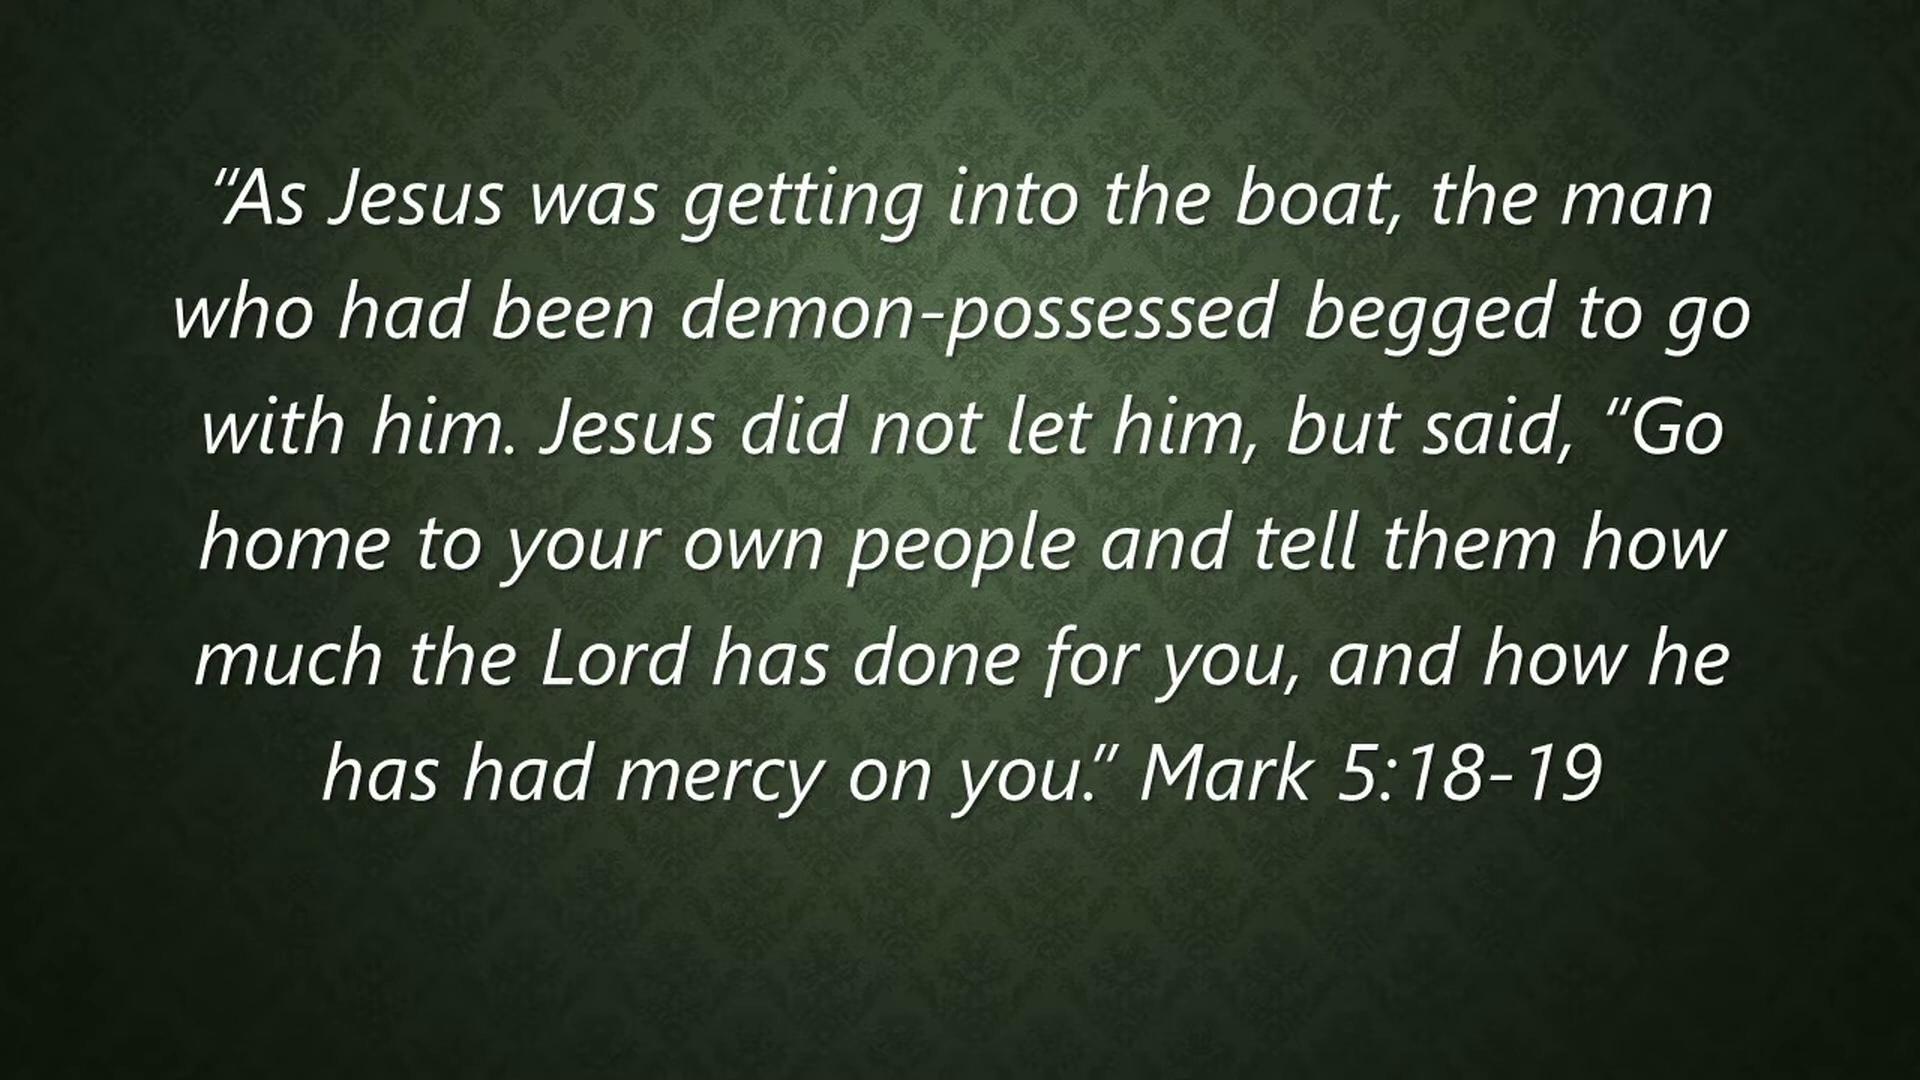 “As Jesus was getting into the boat, the man
who had been demon-possessed begged to go
with him. Jesus did not let him, but said, “Go
home to your own people and tell them how
much the Lord has done for you, and how he
has had mercy on you.” Mark 5:18-19